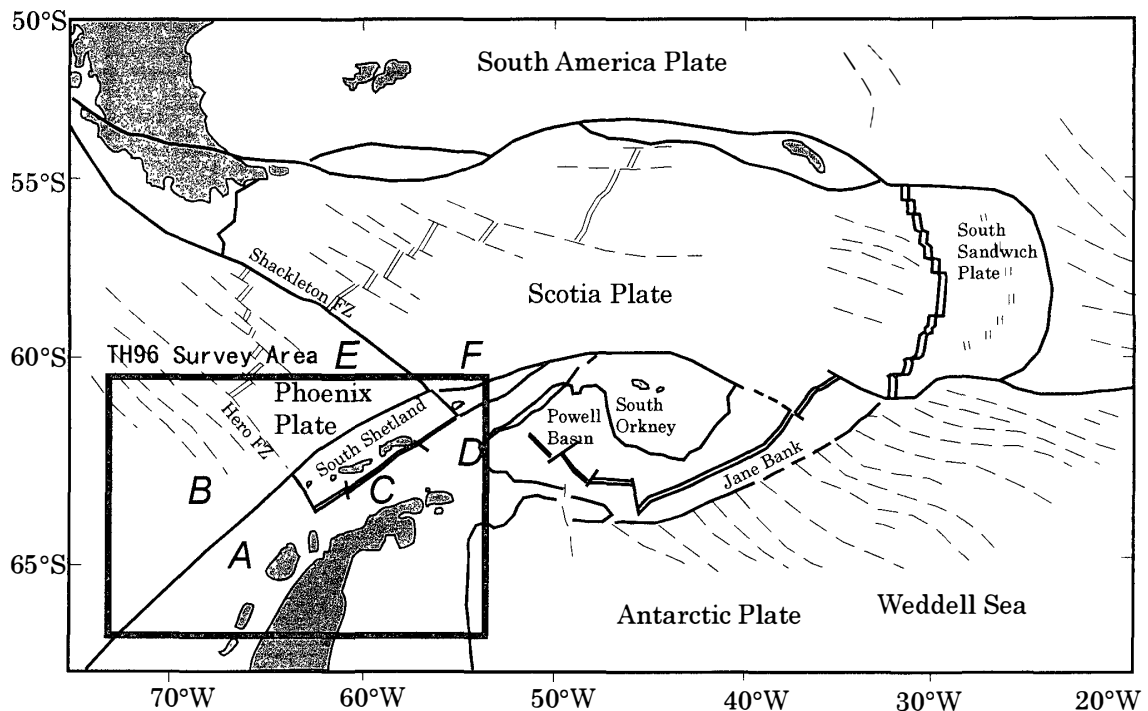 50°S
South America Plate
55°S
South
Sandwich
Plate
Shackleton FZ
Scotia Plate
60°S
TH96 Survey Area
E
F
Phoenix
Plate
Hero FZ
South Shetland
Powell
Basin
South
Orkney
D
B
C
Jane Bank
A
65°S
Antarctic Plate
Weddell Sea
70°W
60°W
50°W
40°W
30°W
20°W